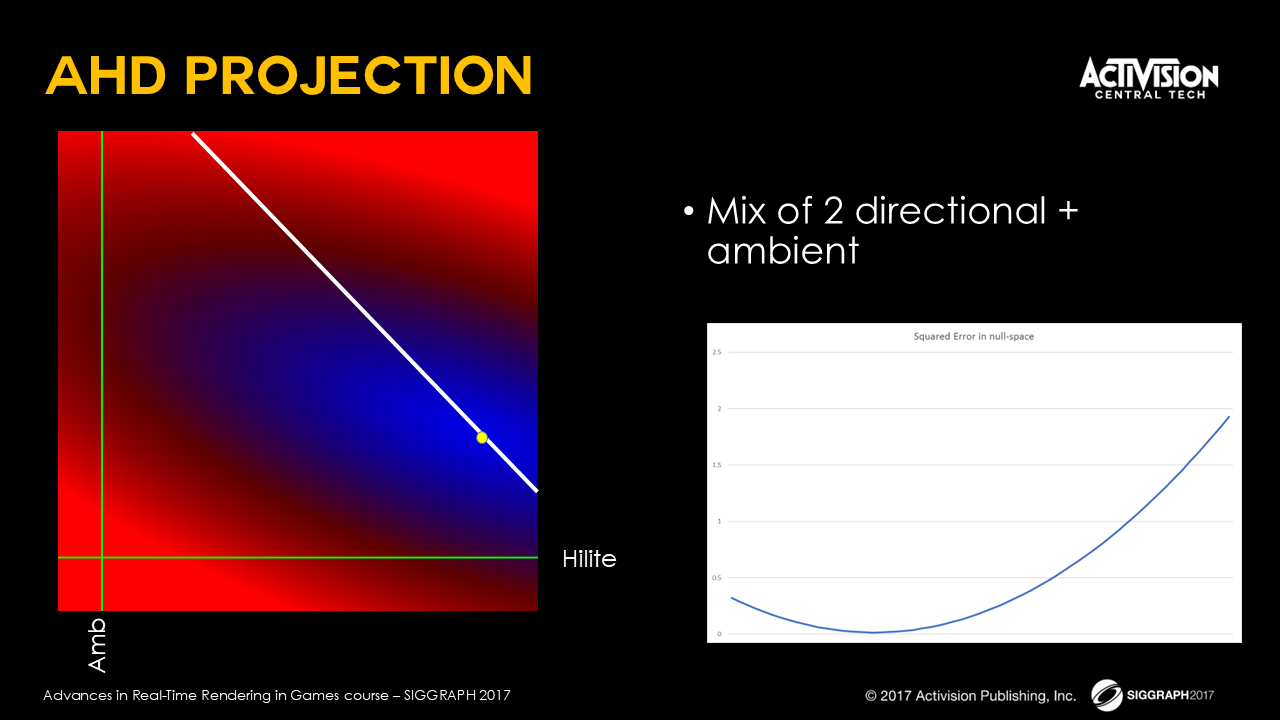 AHD PROJECTION
ACTIVISION
CENTRAL TECH
• Mix of 2 directional +
ambient
Squared Error in null-space
2.5
2
1.5
1
0.5
0
Hilite
Amb
Advances in Real-Time Rendering in Games course – SIGGRAPH 2017
© 2017 Activision Publishing, Inc.
SIGGRAPH2017